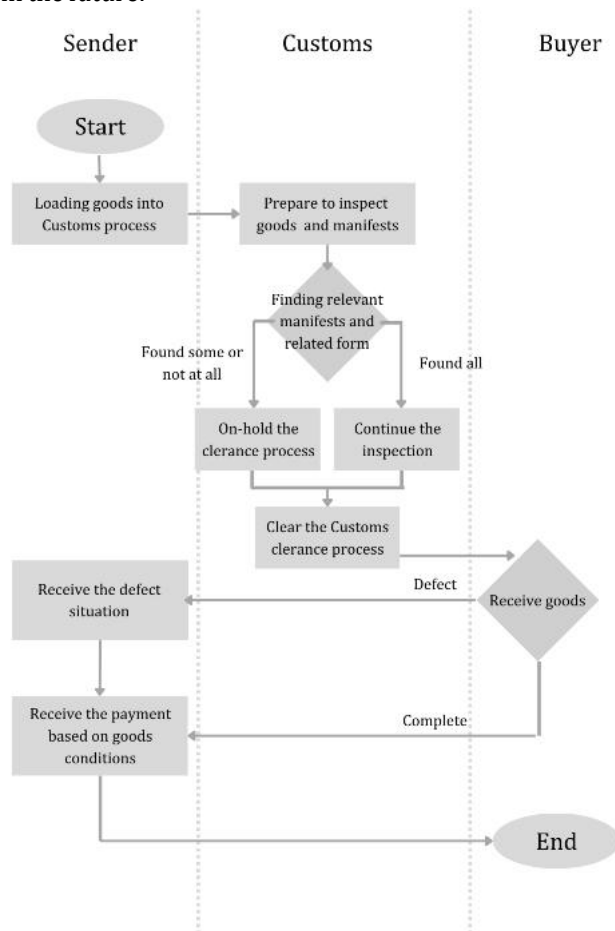 Sender
Customs
Buyer
Start
Loading goods into
Customs process
Prepare to inspect
goods and manifests
Finding relevant
manifests and
related form
Found some or
not at all
Found all
On-hold the
clerance process
Continue the
inspection
Clear the Customs
clerance process
Receive goods
Defect
Receive the defect
situation
Complete
Receive the payment
based on goods
conditions
End